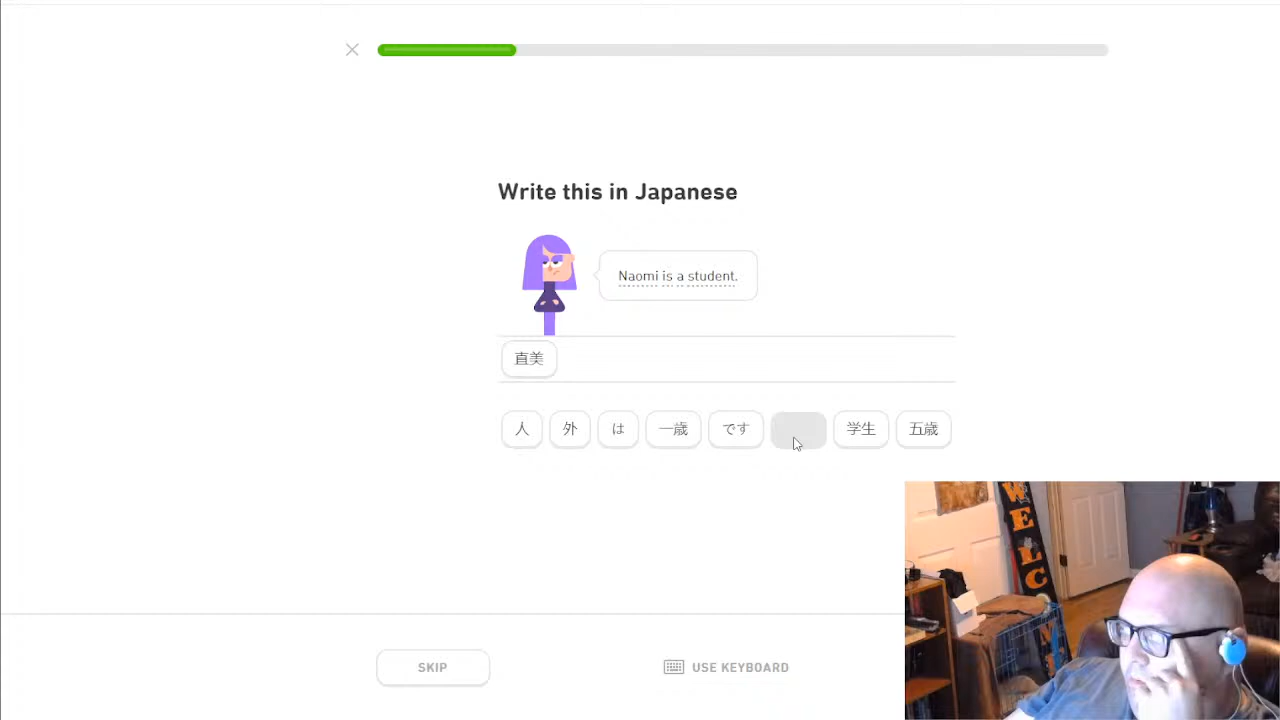 Write this in Japanese
Naomi is a student.
直美
人 外 は 一歳 です 学生 五歳
SKIP
USE KEYBOARD
WELC